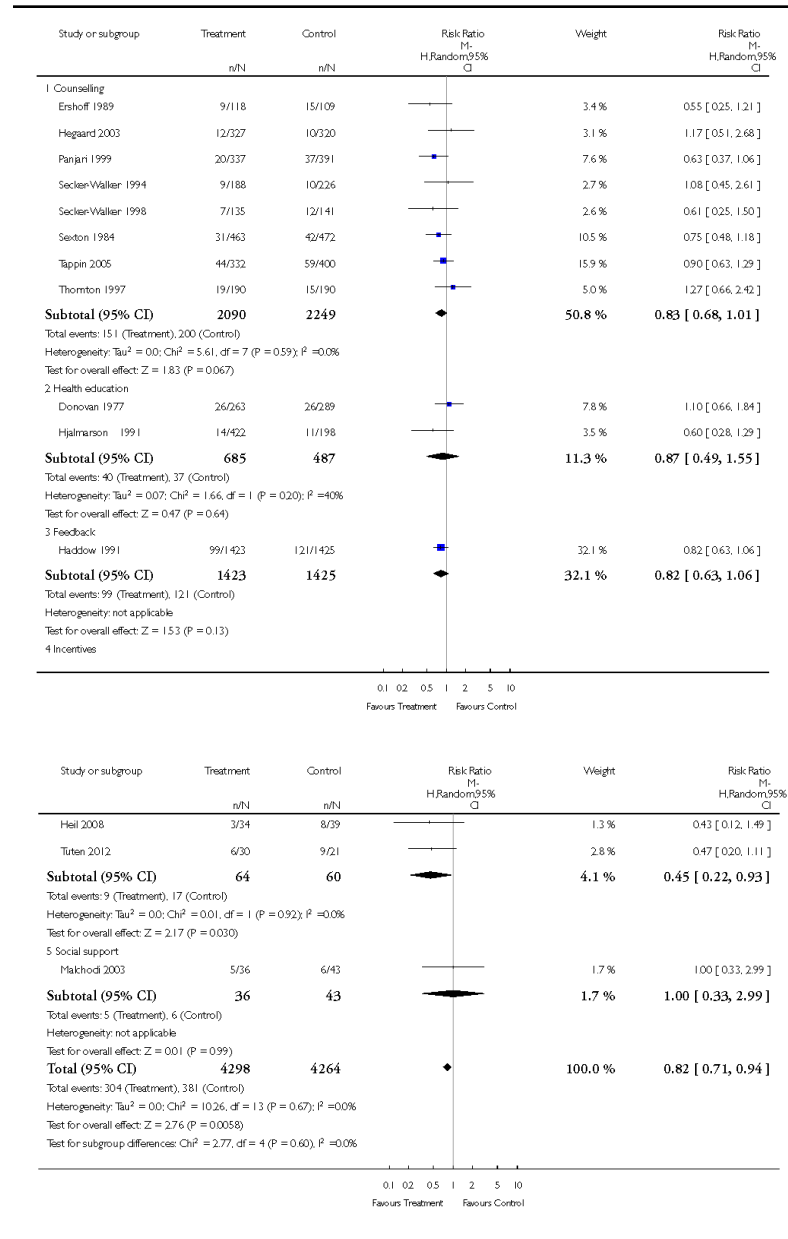 Study or subgroup Treatment Control Risk Ratio Weight Risk Ratio
M- M-
H,Random,95% H,Random,95%
n/N n/N CI CI
1 Counselling
Ershoff 1989 9/118 15/109 3.4 % 0.55 [ 0.25, 1.21 ]
Hegaard 2003 12/327 10/320 3.1 % 1.17 [ 0.51, 2.68 ]
Panjari 1999 20/337 37/391 7.6 % 0.63 [ 0.37, 1.06 ]
Secker-Walker 1994 9/188 10/226 2.7 % 1.08 [ 0.45, 2.61 ]
Secker-Walker 1998 7/135 12/141 2.6 % 0.61 [ 0.25, 1.50 ]
Sexton 1984 31/463 42/472 10.5 % 0.75 [ 0.48, 1.18 ]
Tappin 2005 44/332 59/400 15.9 % 0.90 [ 0.63, 1.29 ]
Thornton 1997 19/190 15/190 5.0 % 1.27 [ 0.66, 2.42 ]
Subtotal (95% CI) 2090 2249 50.8 % 0.83 [ 0.68, 1.01 ]
Total events: 151 (Treatment), 200 (Control)
Heterogeneity: Tau² = 0.0; Chi² = 5.61, df = 7 (P = 0.59); I² =0.0%
Test for overall effect: Z = 1.83 (P = 0.067)
2 Health education
Donovan 1977 26/263 26/289 7.8 % 1.10 [ 0.66, 1.84 ]
Hjalmarson 1991 14/422 11/198 3.5 % 0.60 [ 0.28, 1.29 ]
Subtotal (95% CI) 685 487 11.3 % 0.87 [ 0.49, 1.55 ]
Total events: 40 (Treatment), 37 (Control)
Heterogeneity: Tau² = 0.07; Chi² = 1.66, df = 1 (P = 0.20); I² =40%
Test for overall effect: Z = 0.47 (P = 0.64)
3 Feedback
Haddow 1991 99/1423 121/1425 32.1 % 0.82 [ 0.63, 1.06 ]
Subtotal (95% CI) 1423 1425 32.1 % 0.82 [ 0.63, 1.06 ]
Total events: 99 (Treatment), 121 (Control)
Heterogeneity: not applicable
Test for overall effect: Z = 1.53 (P = 0.13)
4 Incentives
0.1 0.2 0.5 1 2 5 10
Favours Treatment Favours Control
Study or subgroup Treatment Control Risk Ratio Weight Risk Ratio
M- M-
H,Random,95% H,Random,95%
n/N n/N CI CI
Heil 2008 3/34 8/39 1.3 % 0.43 [ 0.12, 1.49 ]
Tuten 2012 6/30 9/21 2.8 % 0.47 [ 0.20, 1.11 ]
Subtotal (95% CI) 64 60 4.1 % 0.45 [ 0.22, 0.93 ]
Total events: 9 (Treatment), 17 (Control)
Heterogeneity: Tau² = 0.0; Chi² = 0.01, df = 1 (P = 0.92); I² =0.0%
Test for overall effect: Z = 2.17 (P = 0.030)
5 Social support
Malchodi 2003 5/36 6/43 1.7 % 1.00 [ 0.33, 2.99 ]
Subtotal (95% CI) 36 43 1.7 % 1.00 [ 0.33, 2.99 ]
Total events: 5 (Treatment), 6 (Control)
Heterogeneity: not applicable
Test for overall effect: Z = 0.01 (P = 0.99)
Total (95% CI) 4298 4264 100.0 % 0.82 [ 0.71, 0.94 ]
Total events: 304 (Treatment), 381 (Control)
Heterogeneity: Tau² = 0.0; Chi² = 10.26, df = 13 (P = 0.67); I² =0.0%
Test for overall effect: Z = 2.76 (P = 0.0058)
Test for subgroup differences: Chi² = 2.77, df = 4 (P = 0.60), I² =0.0%
0.1 0.2 0.5 1 2 5 10
Favours Treatment Favours Control